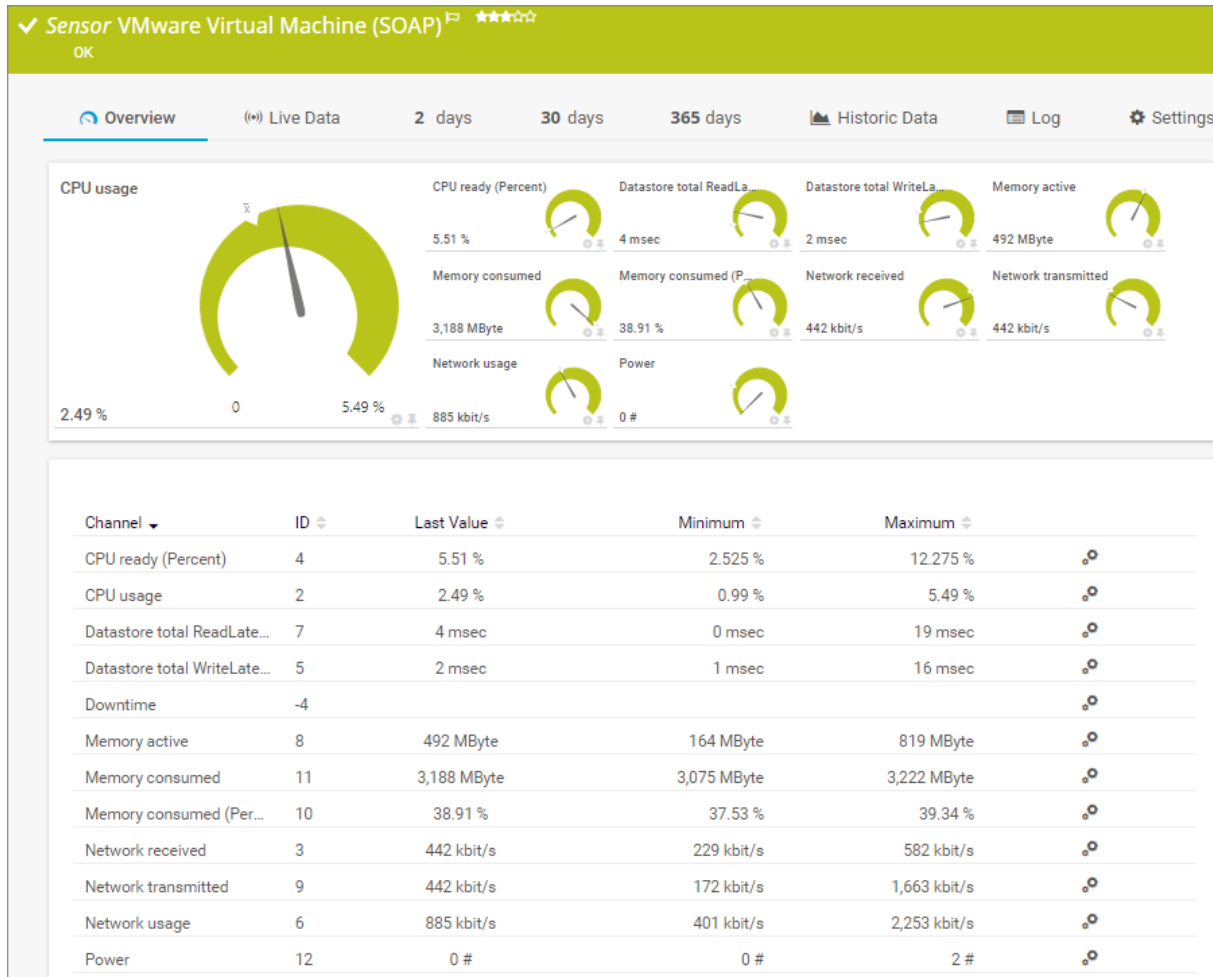 Sensor VMware Virtual Machine (SOAP)
OK
Overview Live Data 2 days 30 days 365 days Historic Data Log Settings
CPU usage
x̄
2.49 % 0 5.49 %
CPU ready (Percent) Datastore total ReadLa... Datastore total WriteLa... Memory active
5.51 % 4 msec 2 msec 492 MByte
Memory consumed Memory consumed (P... Network received Network transmitted
3,188 MByte 38.91 % 442 kbit/s 442 kbit/s
Network usage Power
885 kbit/s 0 #
Channel ID Last Value Minimum Maximum
CPU ready (Percent) 4 5.51 % 2.525 % 12.275 %
CPU usage 2 2.49 % 0.99 % 5.49 %
Datastore total ReadLate... 7 4 msec 0 msec 19 msec
Datastore total WriteLate... 5 2 msec 1 msec 16 msec
Downtime -4
Memory active 8 492 MByte 164 MByte 819 MByte
Memory consumed 11 3,188 MByte 3,075 MByte 3,222 MByte
Memory consumed (Per... 10 38.91 % 37.53 % 39.34 %
Network received 3 442 kbit/s 229 kbit/s 582 kbit/s
Network transmitted 9 442 kbit/s 172 kbit/s 1,663 kbit/s
Network usage 6 885 kbit/s 401 kbit/s 2,253 kbit/s
Power 12 0 # 0 # 2 #